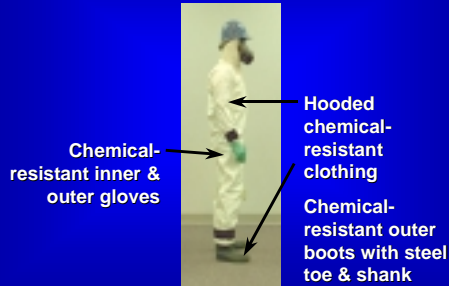 Chemical-
resistant inner &
outer gloves
Hooded
chemical-
resistant
clothing
Chemical-
resistant outer
boots with steel
toe & shank